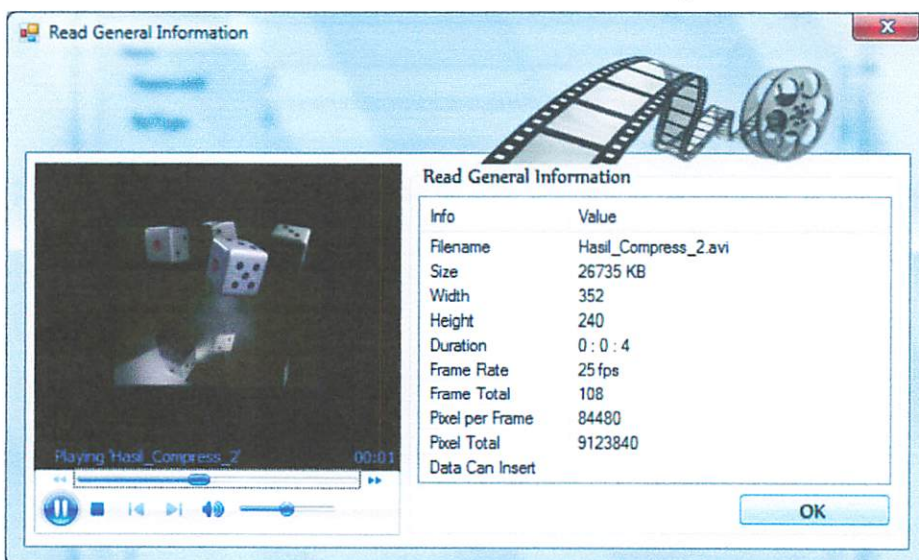 Read General Information
Read General Information
Info Value
Filename Hasil_Compress_2.avi
Size 26735 KB
Width 352
Height 240
Duration 0 : 0 : 4
Frame Rate 25 fps
Frame Total 108
Pixel per Frame 84480
Pixel Total 9123840
Data Can Insert
Playing 'Hasil_Compress_2' 00:01
OK